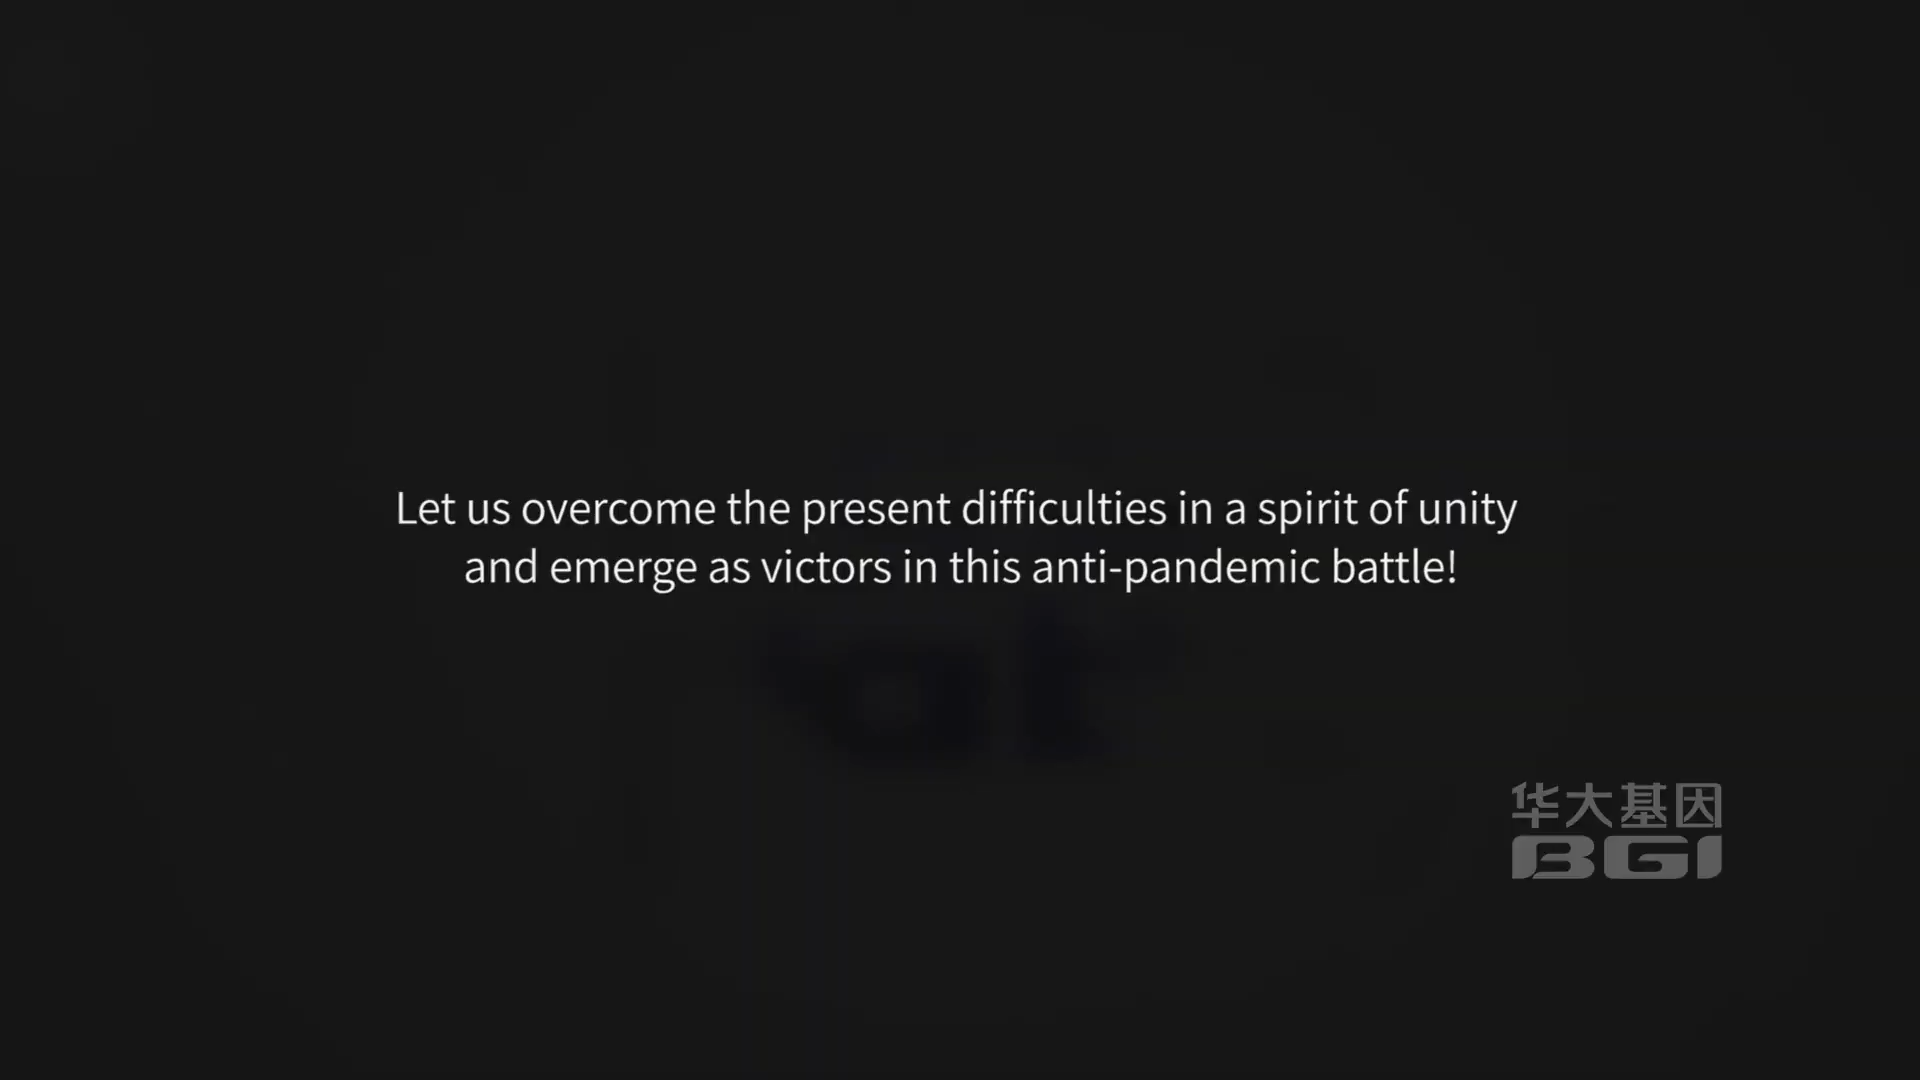 Let us overcome the present difficulties in a spirit of unity
and emerge as victors in this anti-pandemic battle!
华大基因
BGI